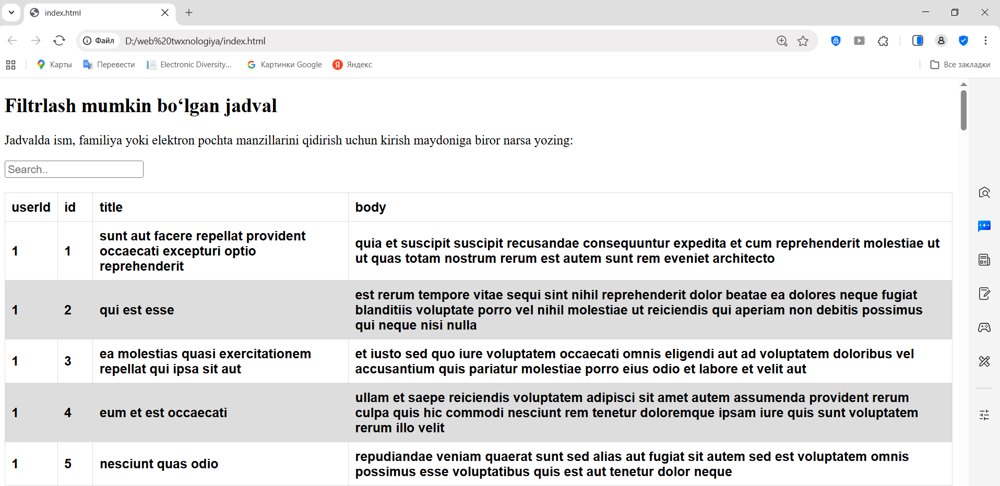 index.html
Файл
D:/web%20twxnologiya/index.html
Карты
Перевести
Electronic Diversity...
Картинки Google
Яндекс
Все закладки
Filtrlash mumkin bo‘lgan jadval
Jadvalda ism, familiya yoki elektron pochta manzillarini qidirish uchun kirish maydoniga biror narsa yozing:
Search..
userId id title body
1 1 sunt aut facere repellat provident
occaecati excepturi optio
reprehenderit
quia et suscipit suscipit recusandae consequuntur expedita et cum reprehenderit molestiae ut
ut quas totam nostrum rerum est autem sunt rem eveniet architecto
1 2 qui est esse
est rerum tempore vitae sequi sint nihil reprehenderit dolor beatae ea dolores neque fugiat
blanditiis voluptate porro vel nihil molestiae ut reiciendis qui aperiam non debitis possimus
qui neque nisi nulla
1 3 ea molestias quasi exercitationem
repellat qui ipsa sit aut
et iusto sed quo iure voluptatem occaecati omnis eligendi aut ad voluptatem doloribus vel
accusantium quis pariatur molestiae porro eius odio et labore et velit aut
1 4 eum et est occaecati
ullam et saepe reiciendis voluptatem adipisci sit amet autem assumenda provident rerum
culpa quis hic commodi nesciunt rem tenetur doloremque ipsam iure quis sunt voluptatem
rerum illo velit
1 5 nesciunt quas odio
repudiandae veniam quaerat sunt sed alias aut fugiat sit autem sed est voluptatem omnis
possimus esse voluptatibus quis est aut tenetur dolor neque